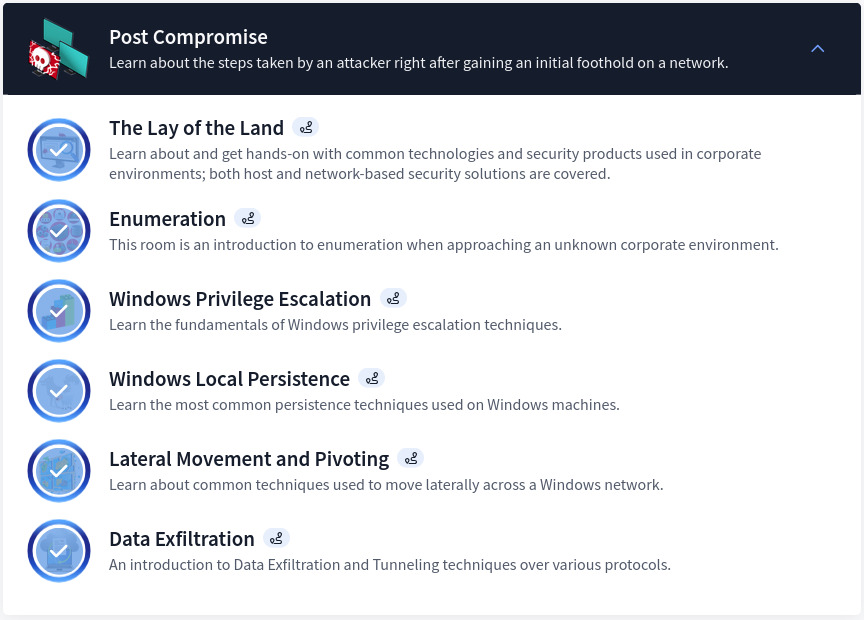 Post Compromise
Learn about the steps taken by an attacker right after gaining an initial foothold on a network.
The Lay of the Land
Learn about and get hands-on with common technologies and security products used in corporate
environments; both host and network-based security solutions are covered.
Enumeration
This room is an introduction to enumeration when approaching an unknown corporate environment.
Windows Privilege Escalation
Learn the fundamentals of Windows privilege escalation techniques.
Windows Local Persistence
Learn the most common persistence techniques used on Windows machines.
Lateral Movement and Pivoting
Learn about common techniques used to move laterally across a Windows network.
Data Exfiltration
An introduction to Data Exfiltration and Tunneling techniques over various protocols.